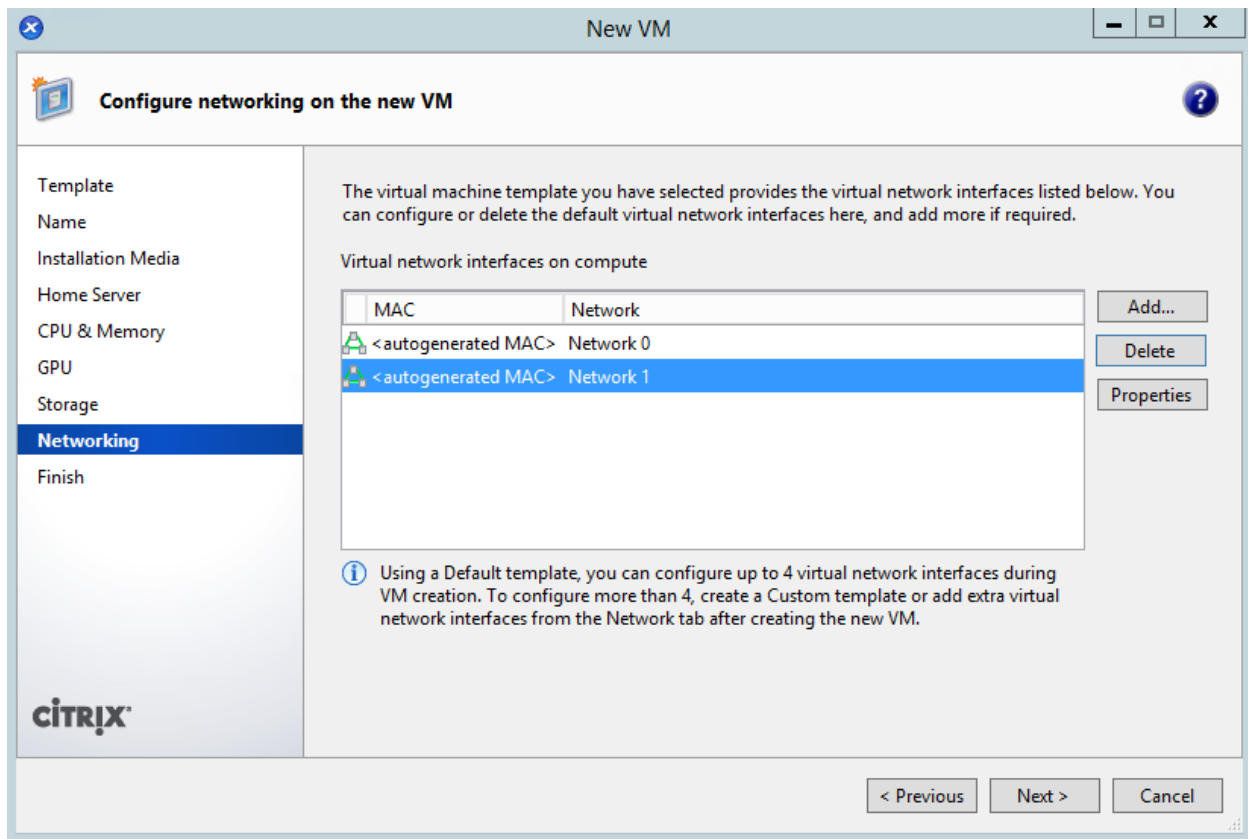 New VM
Configure networking on the new VM
?
Template
Name
Installation Media
Home Server
CPU & Memory
GPU
Storage
Networking
Finish
CİTRIX
The virtual machine template you have selected provides the virtual network interfaces listed below. You
can configure or delete the default virtual network interfaces here, and add more if required.
Virtual network interfaces on compute
MAC Network
<autogenerated MAC> Network 0
<autogenerated MAC> Network 1
Add...
Delete
Properties
Using a Default template, you can configure up to 4 virtual network interfaces during
VM creation. To configure more than 4, create a Custom template or add extra virtual
network interfaces from the Network tab after creating the new VM.
< Previous
Next >
Cancel